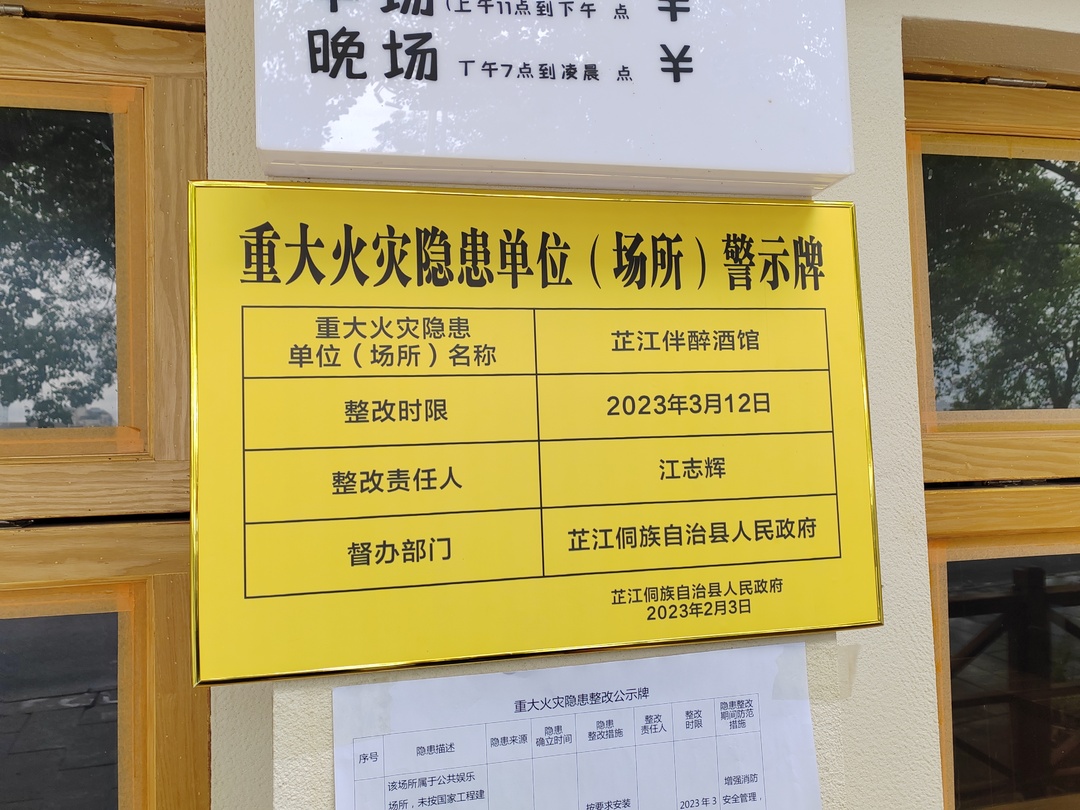 场(上午11点到下午 点 ￥
晚场 丅午7点到凌晨 点 ￥
重大火灾隐患单位（场所）警示牌
重大火灾隐患
单位（场所）名称
芷江伴醉酒馆
整改时限
2023年3月12日
整改责任人
江志辉
督办部门
芷江侗族自治县人民政府
芷江侗族自治县人民政府
2023年2月3日
重大火灾隐患整改公示牌
序号
隐患描述
隐患来源
隐患
确立时间
隐患
整改措施
整改
责任人
整改
时限
隐患整改
期间防范
措施
该场所属于公共娱乐
场所，未按国家工程建
按要求安装
2023 年 3
增强消防
安全管理，